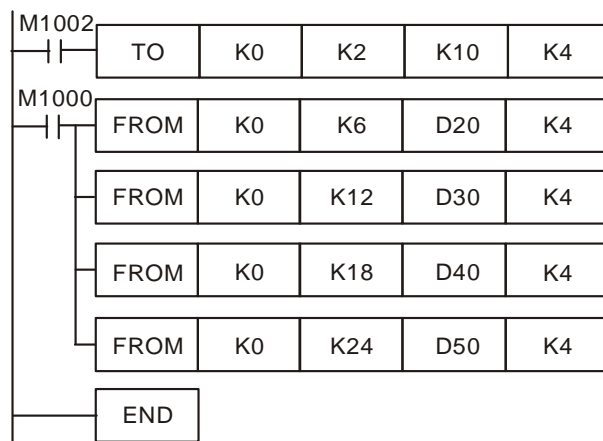 M1002
TO K0 K2 K10 K4
M1000
FROM K0 K6 D20 K4
FROM K0 K12 D30 K4
FROM K0 K18 D40 K4
FROM K0 K24 D50 K4
END